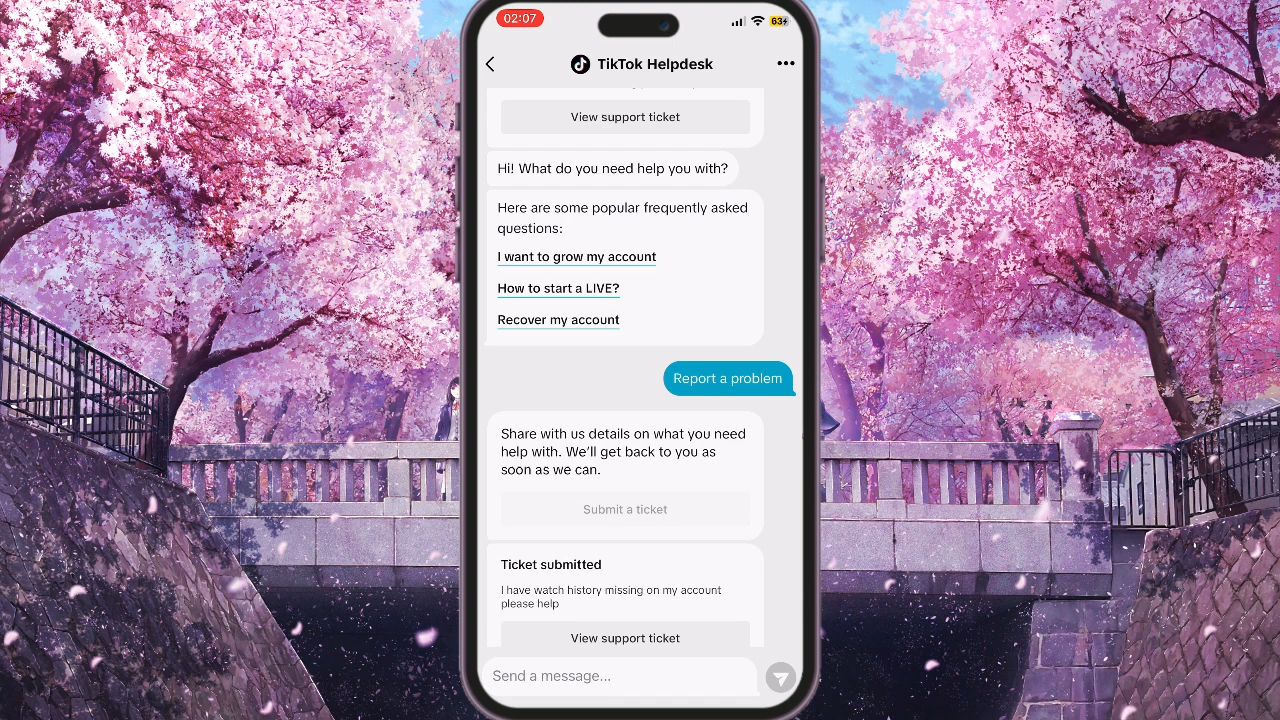 02:07
63
TikTok Helpdesk
View support ticket
Hi! What do you need help you with?
Here are some popular frequently asked
questions:
I want to grow my account
How to start a LIVE?
Recover my account
Report a problem
Share with us details on what you need
help with. We'll get back to you as
soon as we can.
Submit a ticket
Ticket submitted
I have watch history missing on my account
please help
View support ticket
Send a message...